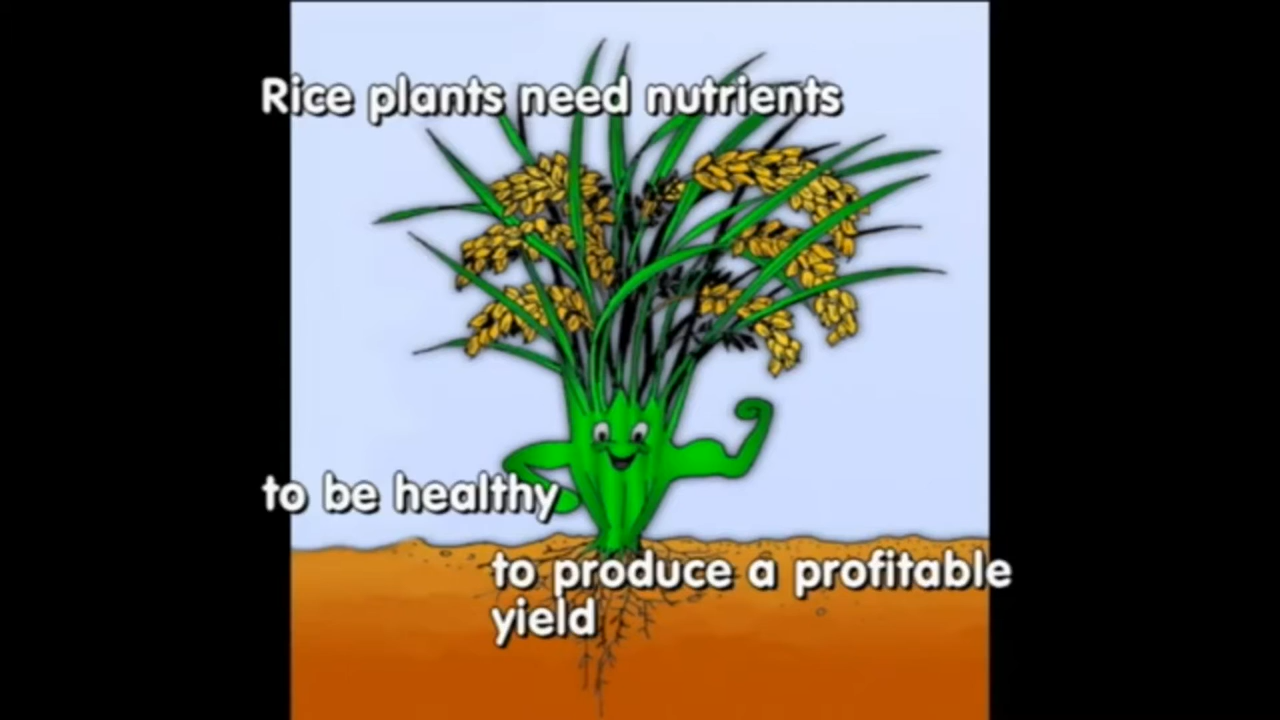 Rice plants need nutrients
to be healthy
to produce a profitable
yield